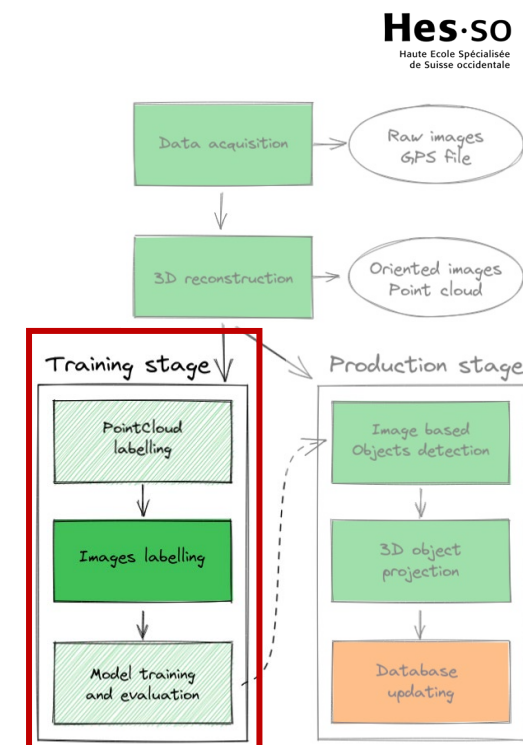 Hes·so
Haute Ecole Spécialisée
de Suisse occidentale
Data acquisition
Raw images
GPS file
3D reconstruction
Oriented images
Point cloud
Training stage
PointCloud
labelling
Images labelling
Model training
and evaluation
Production stage
Image based
Objects detection
3D object
projection
Database
updating